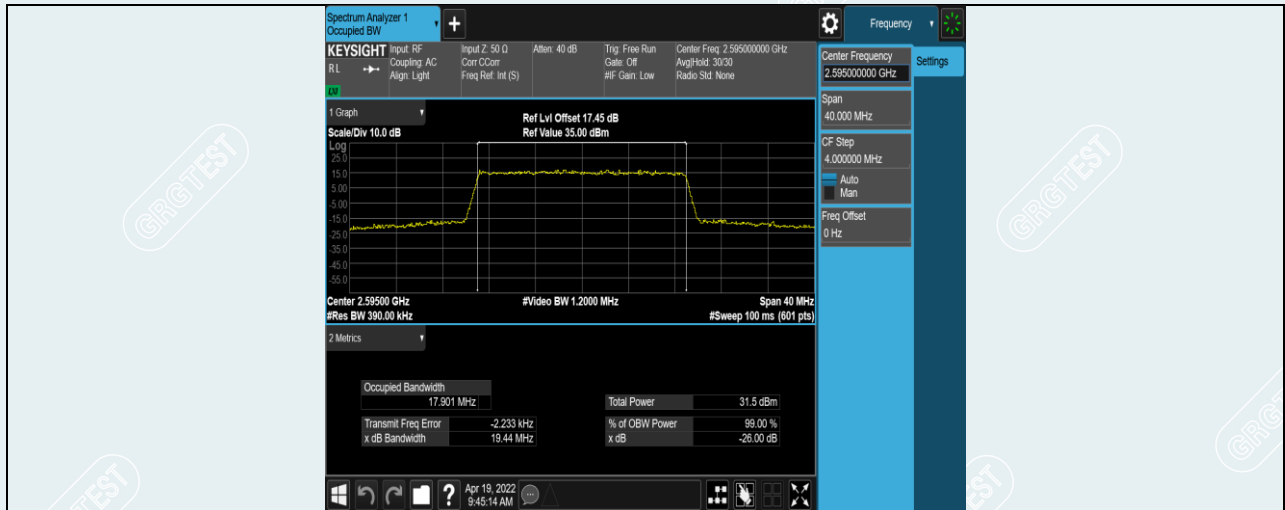 Spectrum Analyzer 1
Occupied BW
+
Frequency
KEYSIGHT
RL
LXI
Input: RF
Coupling: AC
Align: Light
Input Z: 50 Ω
Corr CCorr
Freq Ref: Int (S)
Atten: 40 dB
Trig: Free Run
Gate: Off
#IF Gain: Low
Center Freq: 2.595000000 GHz
Avg|Hold: 30/30
Radio Std: None
Center Frequency
2.595000000 GHz
Settings
Span
40.000 MHz
CF Step
4.000000 MHz
Auto
Man
Freq Offset
0 Hz
1 Graph
Scale/Div 10.0 dB
Ref Lvl Offset 17.45 dB
Ref Value 35.00 dBm
Log
25.0
15.0
5.00
-5.00
-15.0
-25.0
-35.0
-45.0
-55.0
Center 2.59500 GHz
#Video BW 1.2000 MHz
Span 40 MHz
#Res BW 390.00 kHz
#Sweep 100 ms (601 pts)
2 Metrics
Occupied Bandwidth
17.901 MHz
Total Power 31.5 dBm
Transmit Freq Error -2.233 kHz
% of OBW Power 99.00 %
x dB Bandwidth 19.44 MHz
x dB -26.00 dB
?
Apr 19, 2022
9:45:14 AM
GRGTEST
GRGTEST
GRGTEST